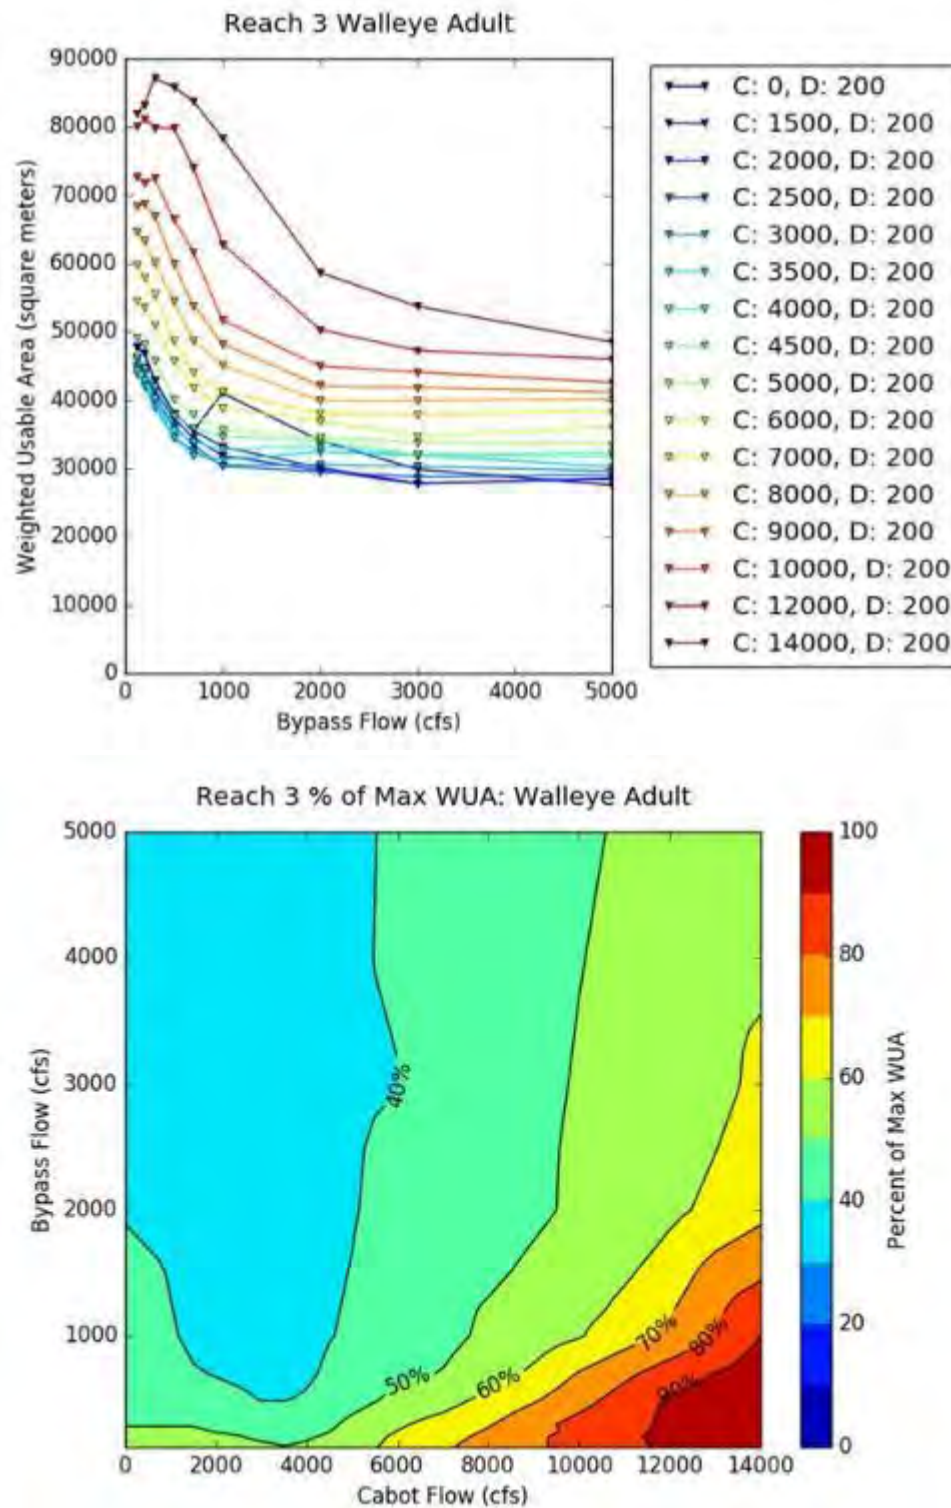 Reach 3 Walleye Adult
90000
80000
70000
60000
50000
40000
30000
20000
10000
0
Weighted Usable Area (square meters)
0 1000 2000 3000 4000 5000
Bypass Flow (cfs)
C: 0, D: 200
C: 1500, D: 200
C: 2000, D: 200
C: 2500, D: 200
C: 3000, D: 200
C: 3500, D: 200
C: 4000, D: 200
C: 4500, D: 200
C: 5000, D: 200
C: 6000, D: 200
C: 7000, D: 200
C: 8000, D: 200
C: 9000, D: 200
C: 10000, D: 200
C: 12000, D: 200
C: 14000, D: 200
Reach 3 % of Max WUA: Walleye Adult
5000
4000
3000
2000
1000
Bypass Flow (cfs)
40%
50%
60%
70%
80%
90%
0 2000 4000 6000 8000 10000 12000 14000
Cabot Flow (cfs)
100
80
60
40
20
0
Percent of Max WUA